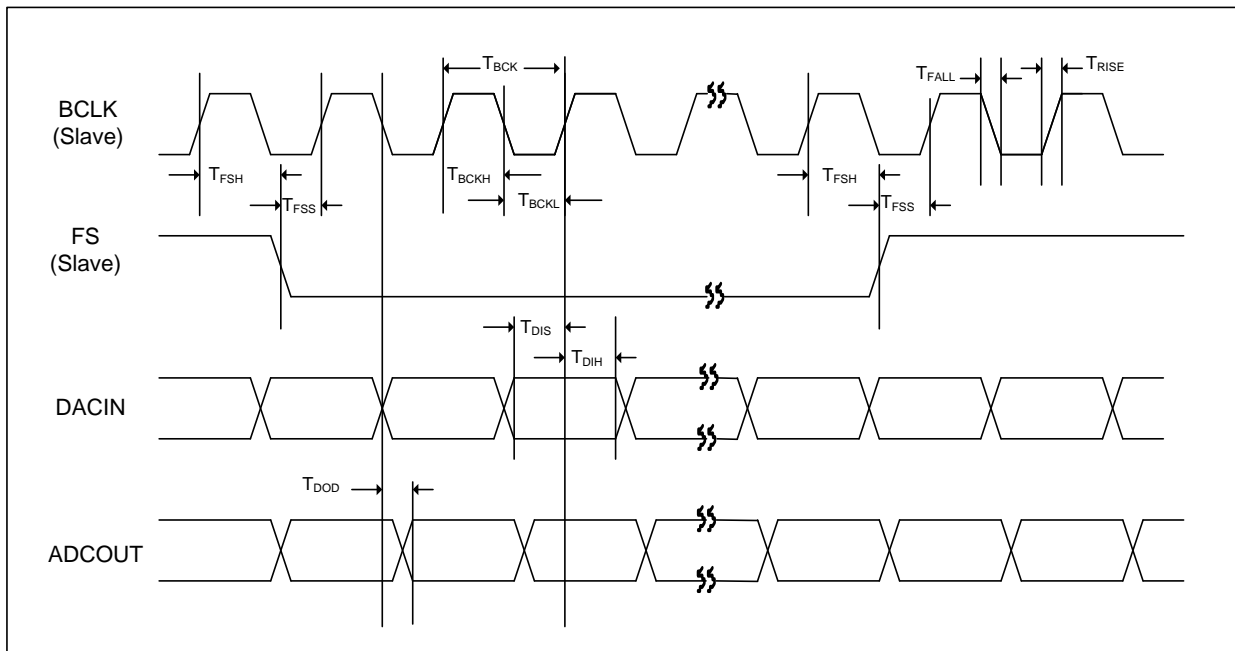 T_BCK
T_FALL
T_RISE
BCLK
(Slave)
T_FSH
T_BCKH
T_FSH
T_FSS
T_BCKL
T_FSS
FS
(Slave)
T_DIS
T_DIH
DACIN
T_DOD
ADCOUT